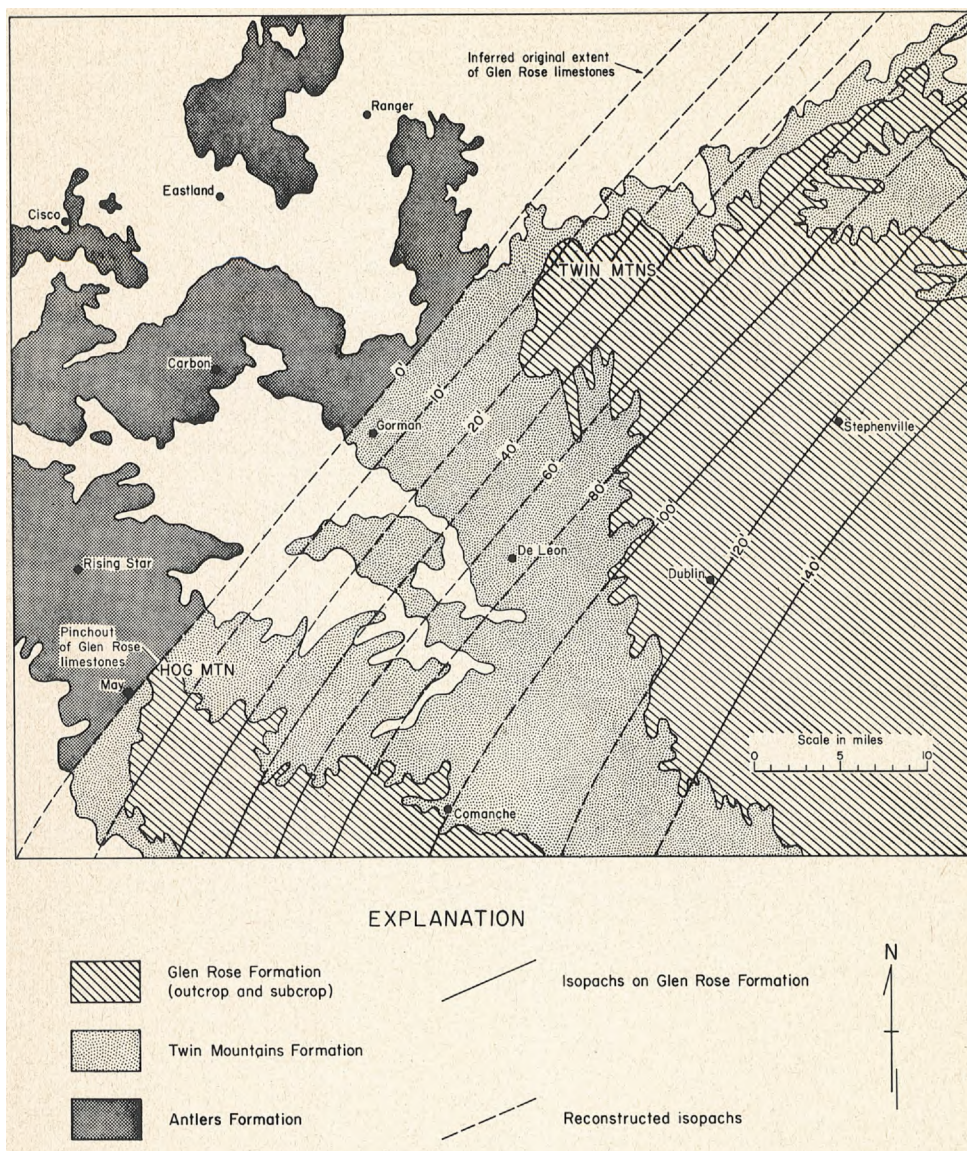 Inferred original extent
of Glen Rose limestones
Ranger
Eastland
Cisco
TWIN MTNS
Carbon
0'
10'
20'
40'
60'
80'
100'
120'
140'
Gorman
Stephenville
De Leon
Dublin
Rising Star
Pinchout
of Glen Rose
limestones
HOG MTN
May
Scale in miles
0 5 10
Comanche
EXPLANATION
N
Glen Rose Formation
(outcrop and subcrop)
Isopachs on Glen Rose Formation
Twin Mountains Formation
Antlers Formation
Reconstructed isopachs